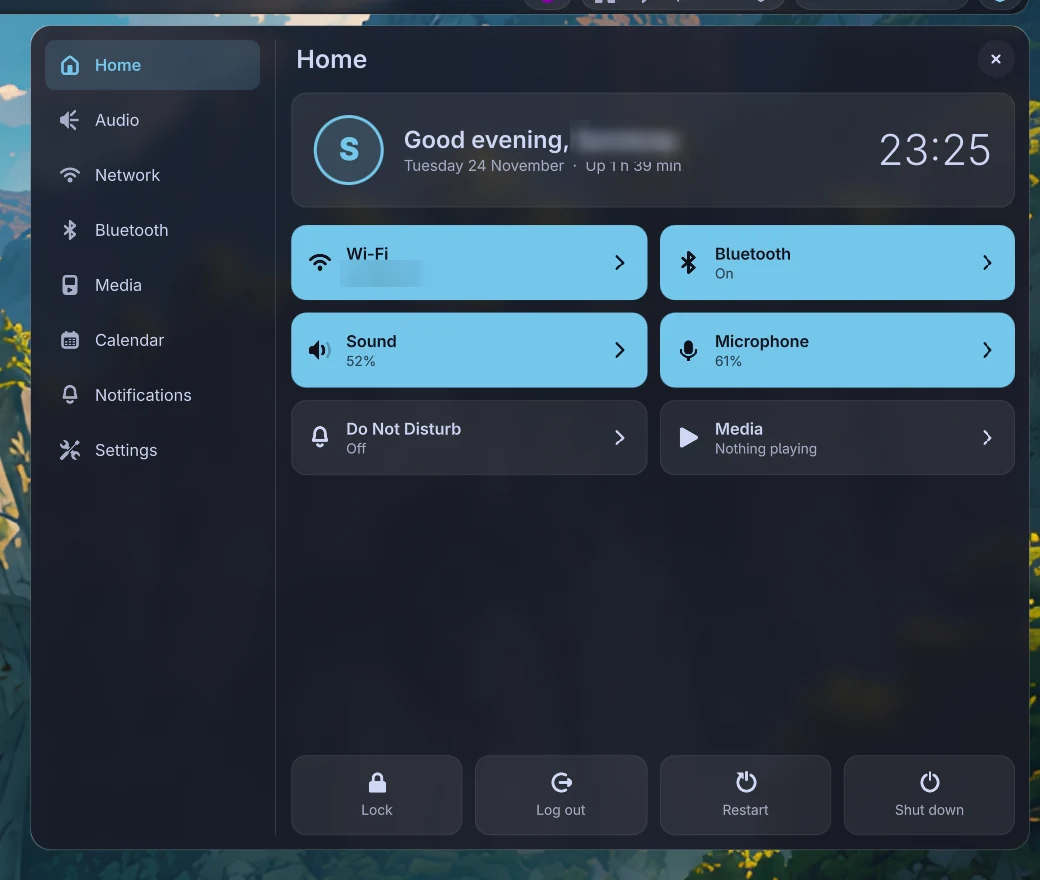 Home
Audio
Network
Bluetooth
Media
Calendar
Notifications
Settings
Home
S
Good evening,
Tuesday 24 November · Up 1 h 39 min
23:25
Wi-Fi
Bluetooth
On
Sound
52%
Microphone
61%
Do Not Disturb
Off
Media
Nothing playing
Lock
Log out
Restart
Shut down